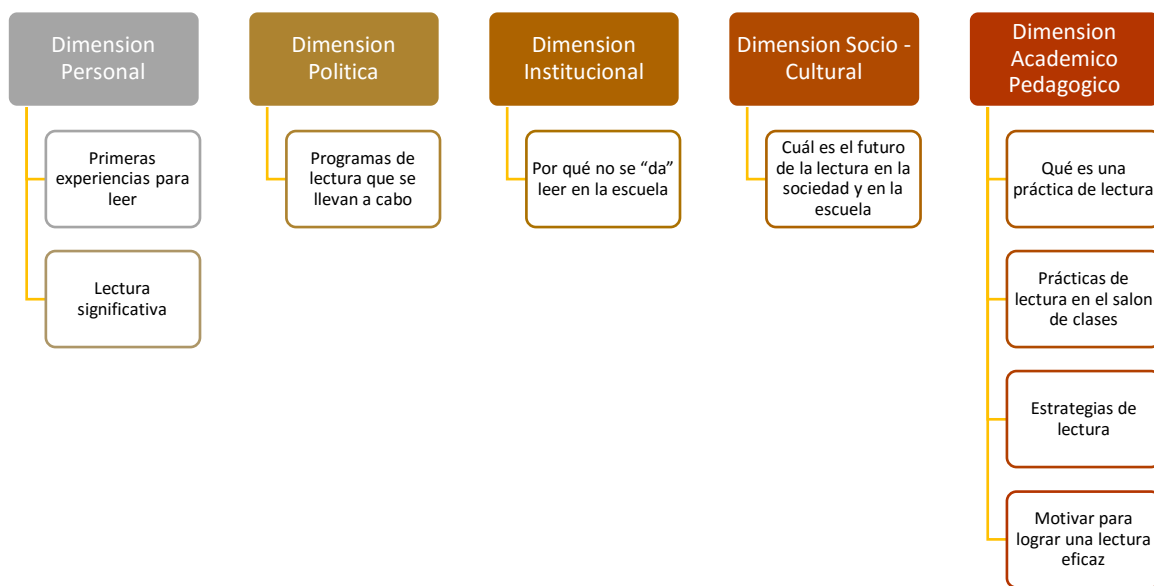 Dimension
Personal
Primeras
experiencias para
leer
Lectura
significativa
Dimension
Politica
Programas de
lectura que se
llevan a cabo
Dimension
Institucional
Por qué no se “da”
leer en la escuela
Dimension Socio -
Cultural
Cuál es el futuro
de la lectura en la
sociedad y en la
escuela
Dimension
Academico
Pedagogico
Qué es una
práctica de lectura
Prácticas de
lectura en el salon
de clases
Estrategias de
lectura
Motivar para
lograr una lectura
eficaz